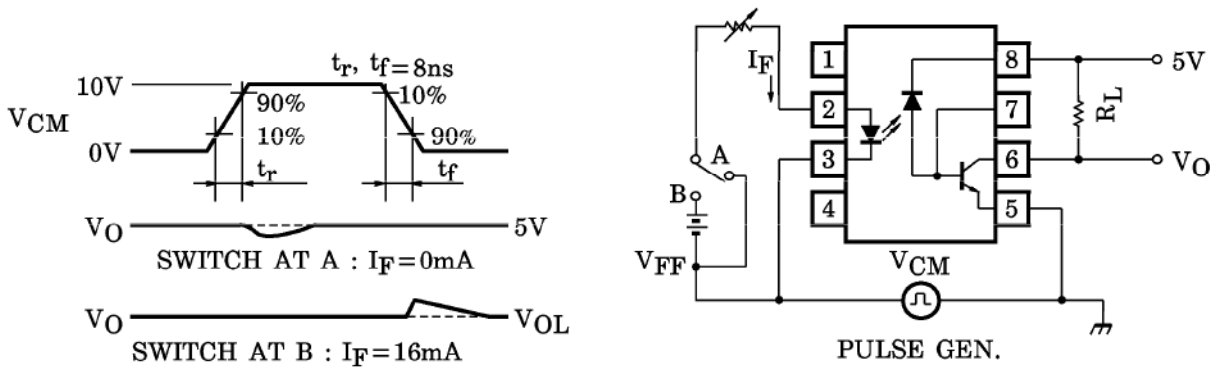 10V
tr, tf=8ns
90%
10%
VCM
10%
90%
0V
tr
tf
VO
5V
SWITCH AT A : IF=0mA
VO
VOL
SWITCH AT B : IF=16mA
IF
1
8
5V
2
7
RL
A
3
6
VO
B
4
5
VFF
VCM
PULSE GEN.